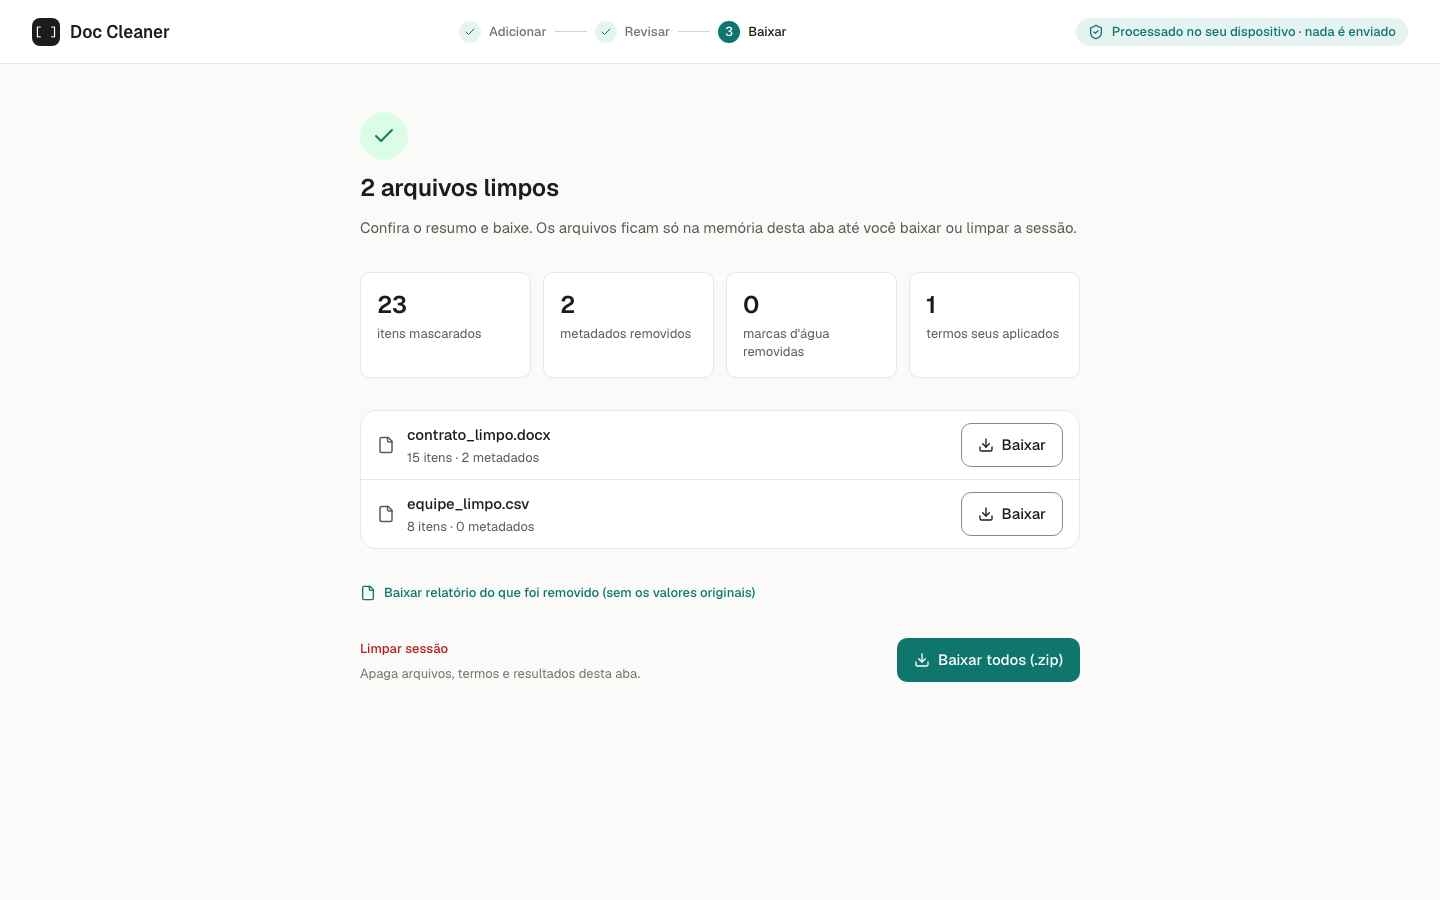 [ ] Doc Cleaner
Adicionar
Revisar
3 Baixar
Processado no seu dispositivo · nada é enviado
2 arquivos limpos
Confira o resumo e baixe. Os arquivos ficam só na memória desta aba até você baixar ou limpar a sessão.
23
itens mascarados
2
metadados removidos
0
marcas d'água
removidas
1
termos seus aplicados
contrato_limpo.docx
15 itens · 2 metadados
Baixar
equipe_limpo.csv
8 itens · 0 metadados
Baixar
Baixar relatório do que foi removido (sem os valores originais)
Limpar sessão
Apaga arquivos, termos e resultados desta aba.
Baixar todos (.zip)